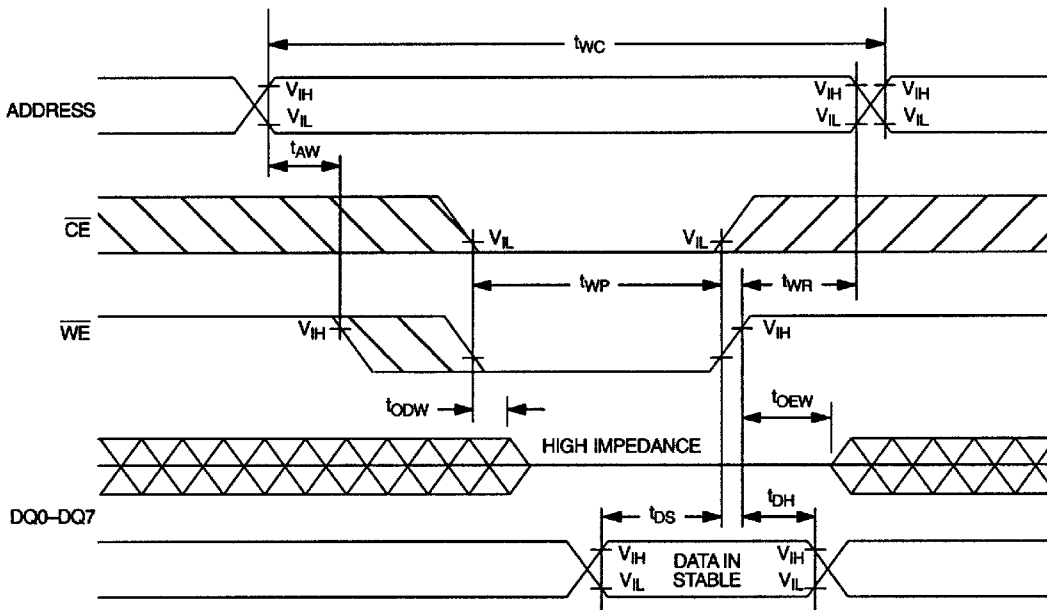 tWC
ADDRESS
VIH
VIL
VIH
VIL
VIH
VIL
tAW
CE
VIL
VIL
tWP
tWR
WE
VIH
VIH
tODW
tOEW
HIGH IMPEDANCE
DQ0–DQ7
tDS
tDH
VIH
VIL
DATA IN
STABLE
VIH
VIL